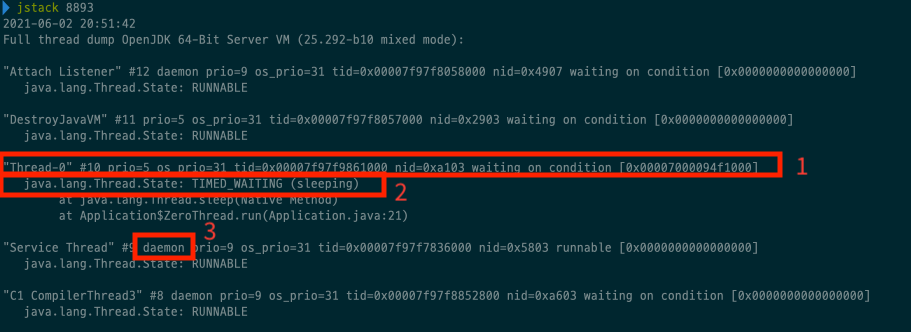 jstack 8893
2021-06-02 20:51:42
Full thread dump OpenJDK 64-Bit Server VM (25.292-b10 mixed mode):
"Attach Listener" #12 daemon prio=9 os_prio=31 tid=0x00007f97f8058000 nid=0x4907 waiting on condition [0x0000000000000000]
java.lang.Thread.State: RUNNABLE
"DestroyJavaVM" #11 prio=5 os_prio=31 tid=0x00007f97f8057000 nid=0x2903 waiting on condition [0x0000000000000000]
java.lang.Thread.State: RUNNABLE
"Thread-0" #10 prio=5 os_prio=31 tid=0x00007f97f9861000 nid=0xa103 waiting on condition [0x00007000094f1000] 1
java.lang.Thread.State: TIMED_WAITING (sleeping) 2
at java.lang.Thread.sleep(Native Method)
at Application$ZeroThread.run(Application.java:21)
3
"Service Thread" #9 daemon prio=9 os_prio=31 tid=0x00007f97f7836000 nid=0x5803 runnable [0x0000000000000000]
java.lang.Thread.State: RUNNABLE
"C1 CompilerThread3" #8 daemon prio=9 os_prio=31 tid=0x00007f97f8852800 nid=0xa603 waiting on condition [0x0000000000000000]
java.lang.Thread.State: RUNNABLE